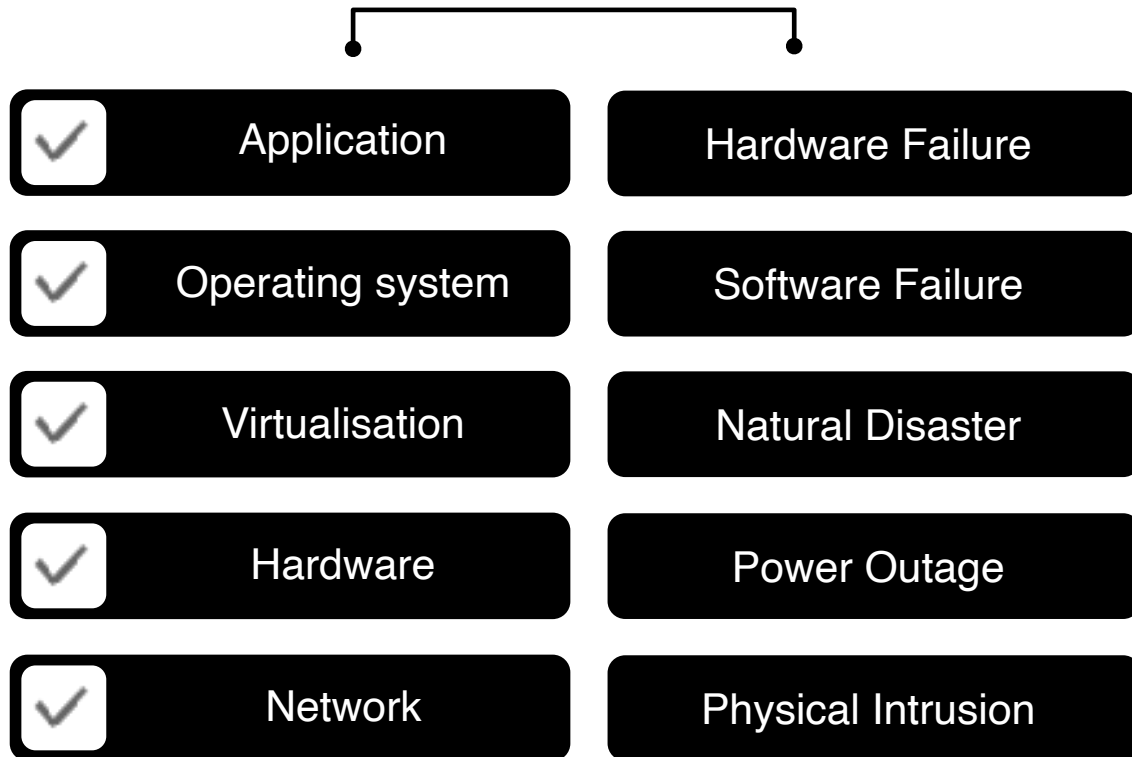 Application
Hardware Failure
Operating system
Software Failure
Virtualisation
Natural Disaster
Hardware
Power Outage
Network
Physical Intrusion